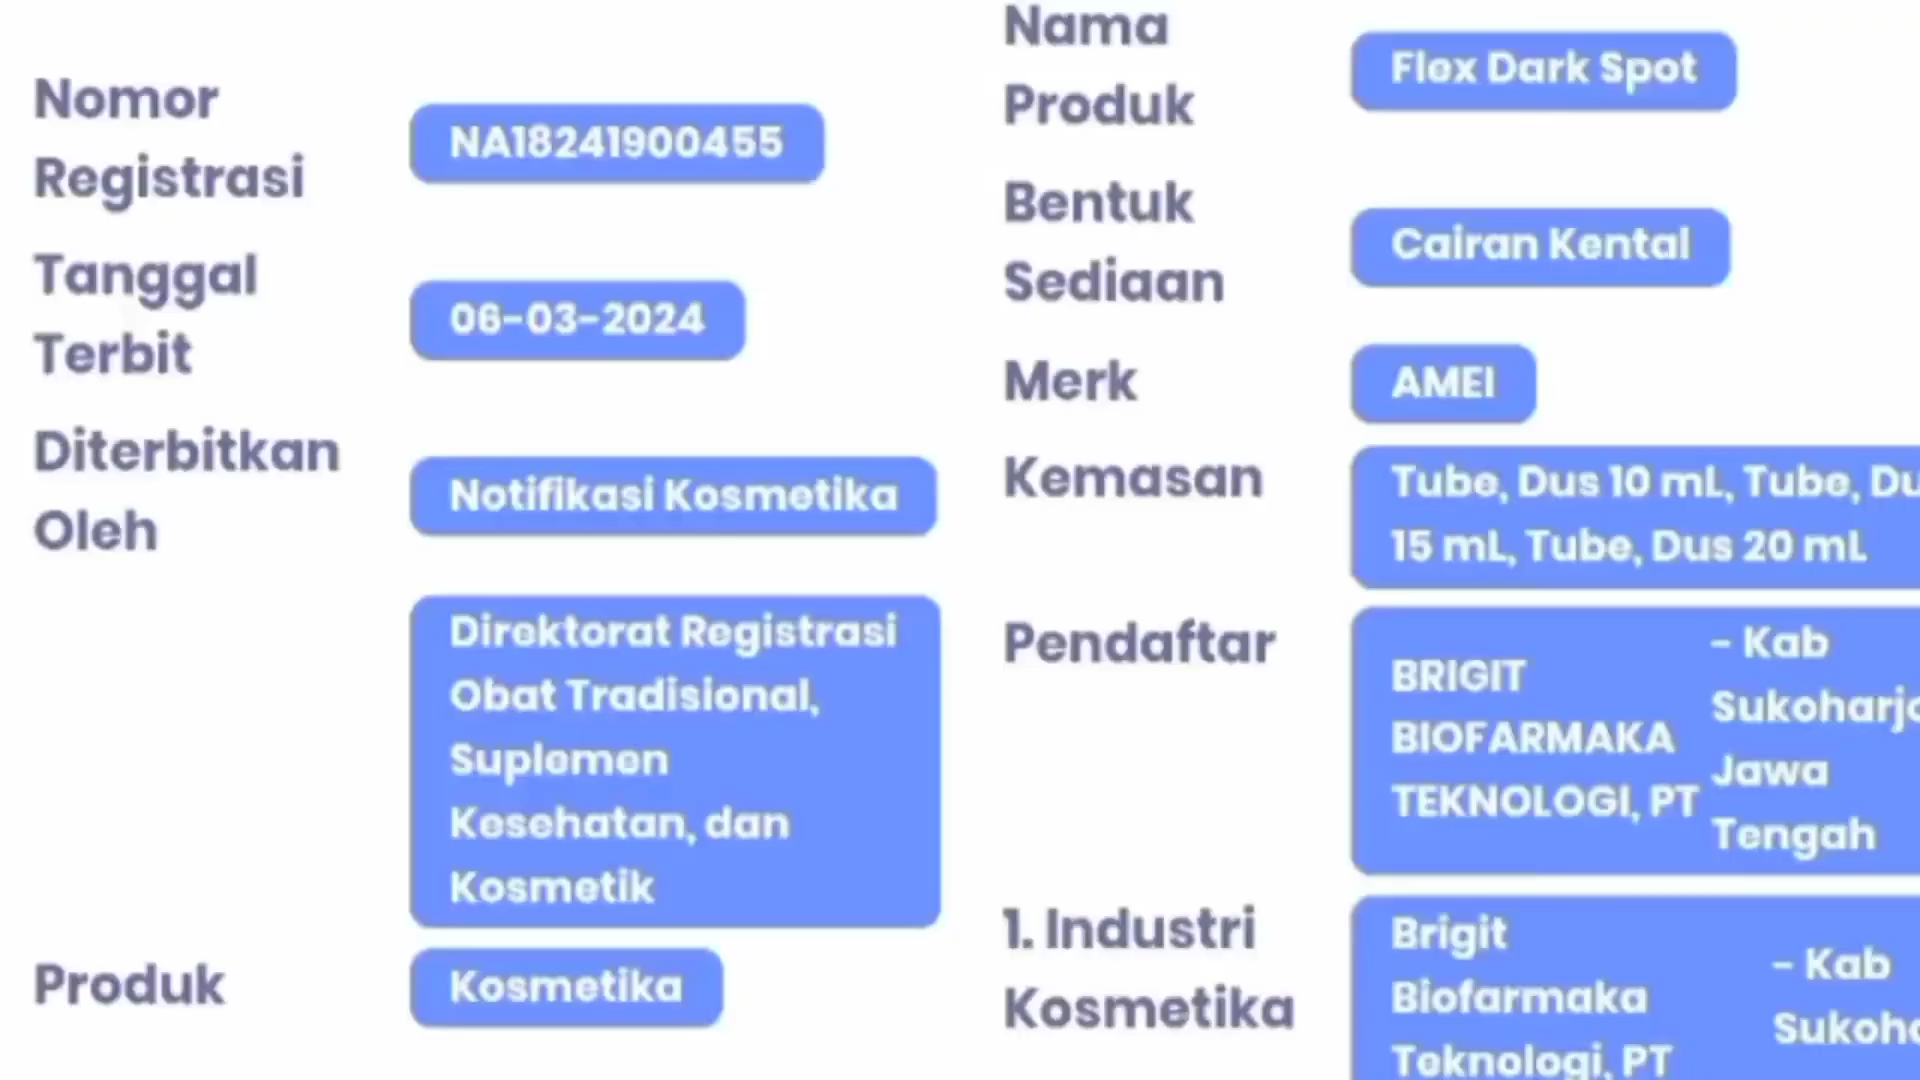 Nomor
Registrasi
NA18241900455
Tanggal
Terbit
06-03-2024
Diterbitkan
Oleh
Notifikasi Kosmetika
Direktorat Registrasi
Obat Tradisional,
Suplemen
Kesehatan, dan
Kosmetik
Produk
Kosmetika
Nama
Produk
Flex Dark Spot
Bentuk
Sediaan
Cairan Kental
Merk
AMEI
Kemasan
Tube, Dus 10 mL, Tube, Du
15 mL, Tube, Dus 20 mL
Pendaftar
BRIGIT
BIOFARMAKA
TEKNOLOGI, PT
- Kab
Sukoharjo
Jawa
Tengah
1. Industri
Kosmetika
Brigit
Biofarmaka
Teknologi, PT
- Kab
Sukoha